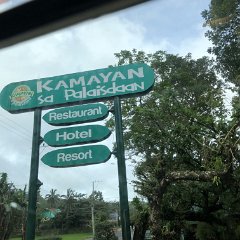 KAMAYAN
sa Palaisdaan
Restaurant
Hotel
Resort